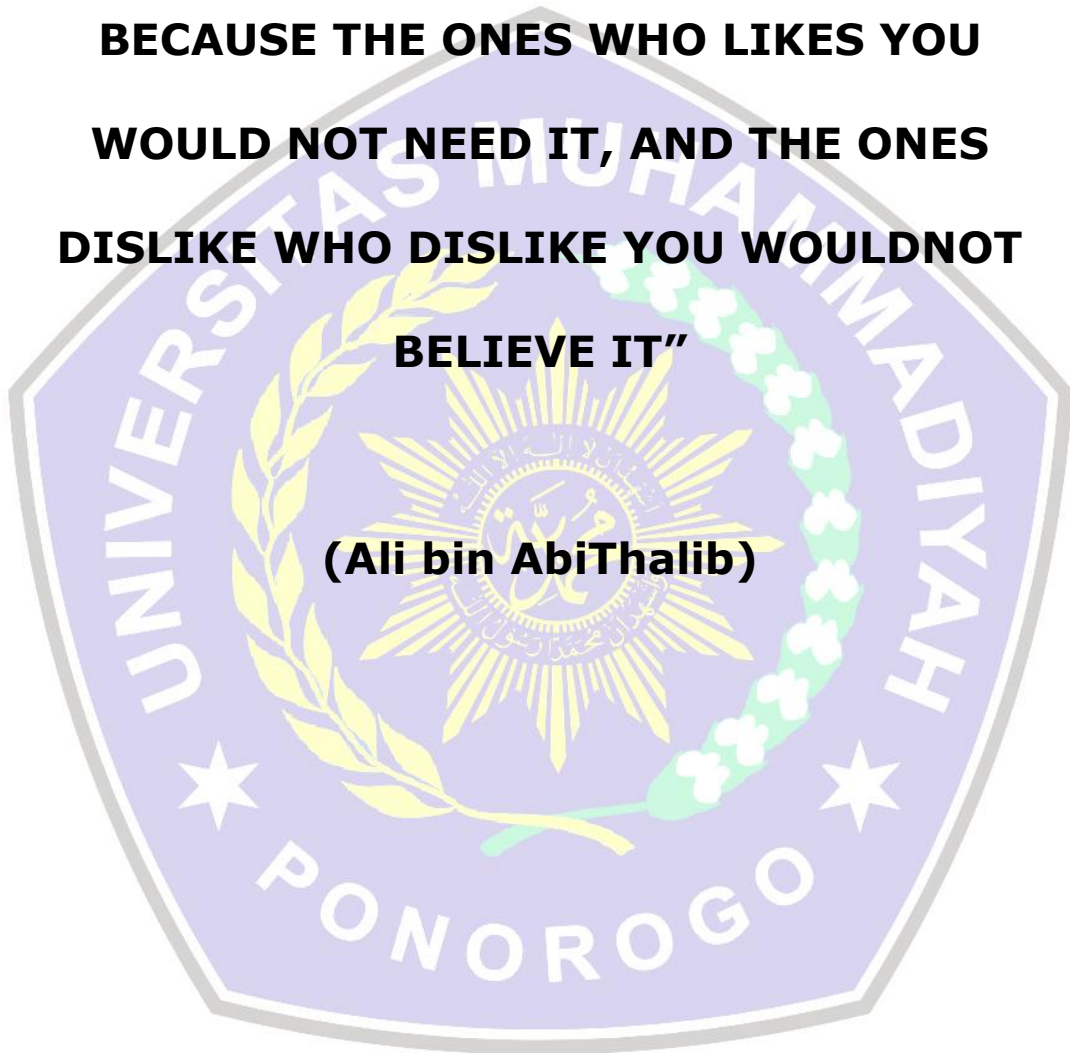 BECAUSE THE ONES WHO LIKES YOU
WOULD NOT NEED IT, AND THE ONES
DISLIKE WHO DISLIKE YOU WOULDNOT
BELIEVE IT”
(Ali bin AbiThalib)
UNIVERSITAS MUHAMMADIYAH
PONOROGO
محمد